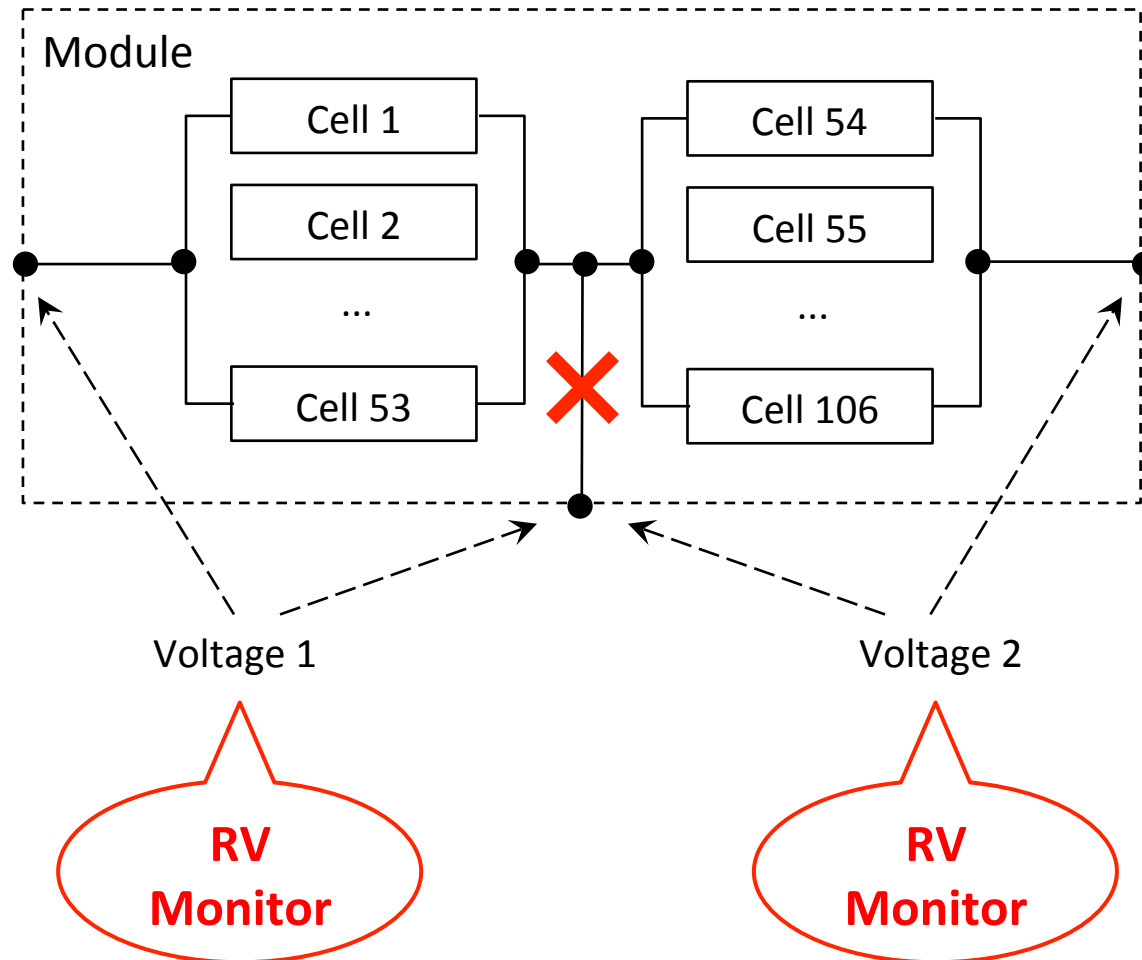 Module
Cell 1
Cell 54
Cell 2
Cell 55
...
...
Cell 53
Cell 106
Voltage 1
Voltage 2
RV
Monitor
RV
Monitor